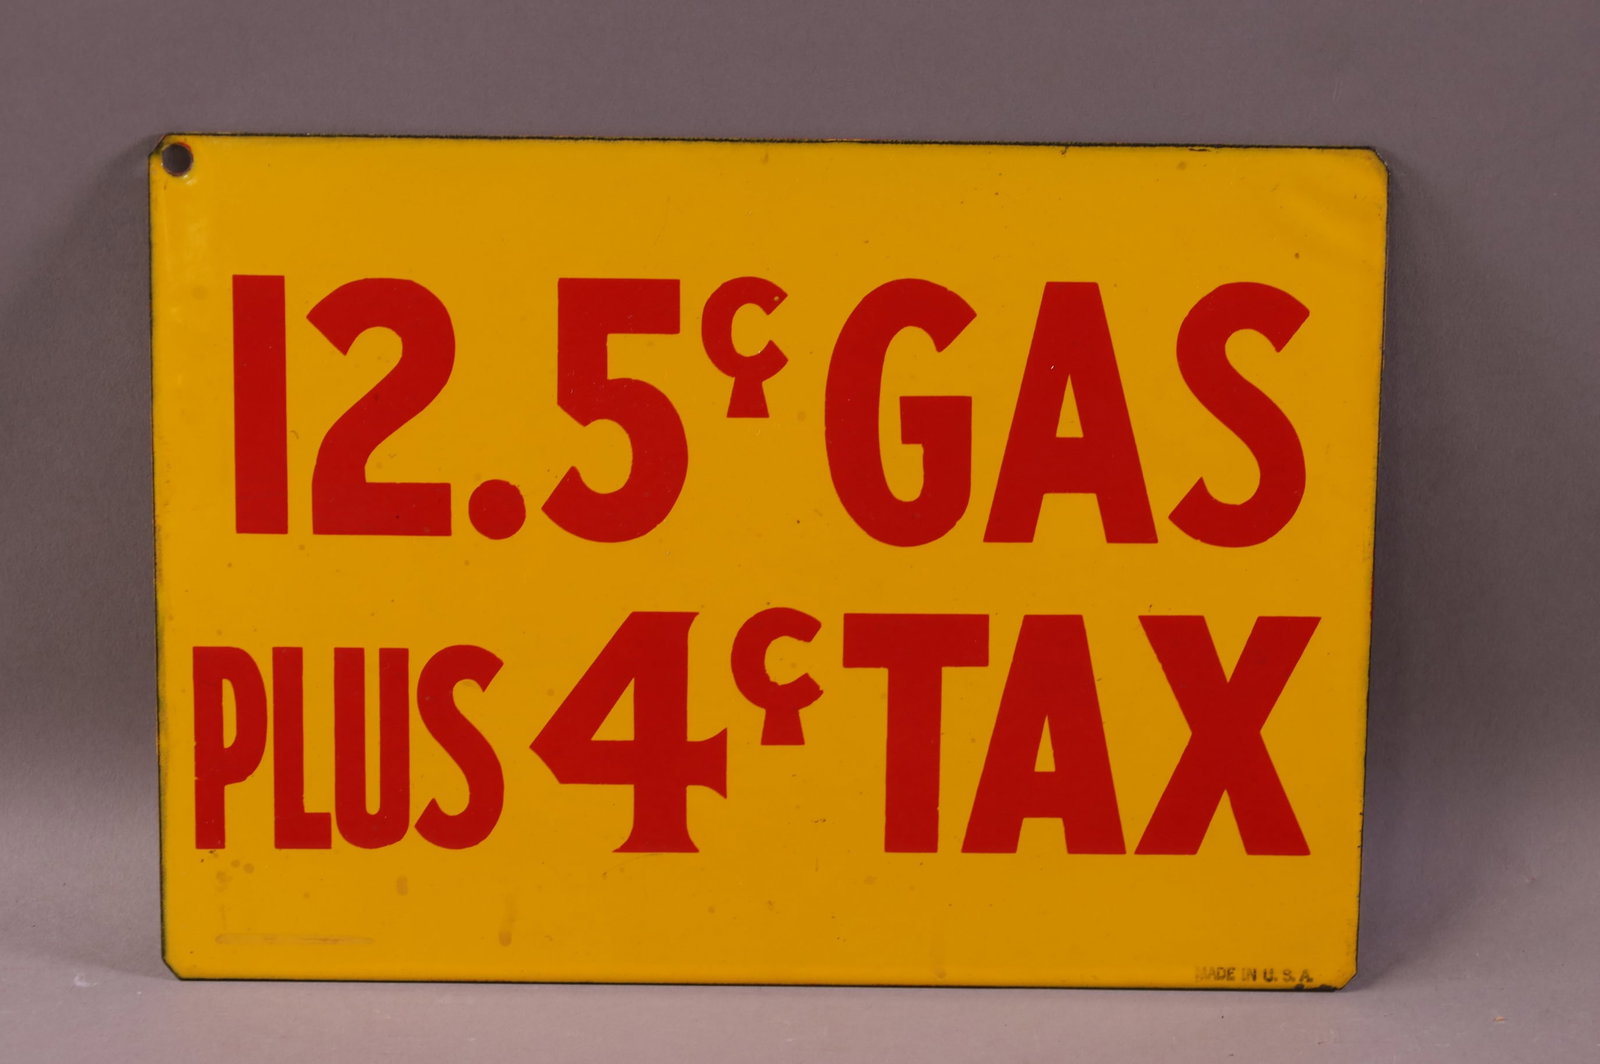 12.5¢ GAS
PLUS 4¢ TAX
MADE IN U.S.A.